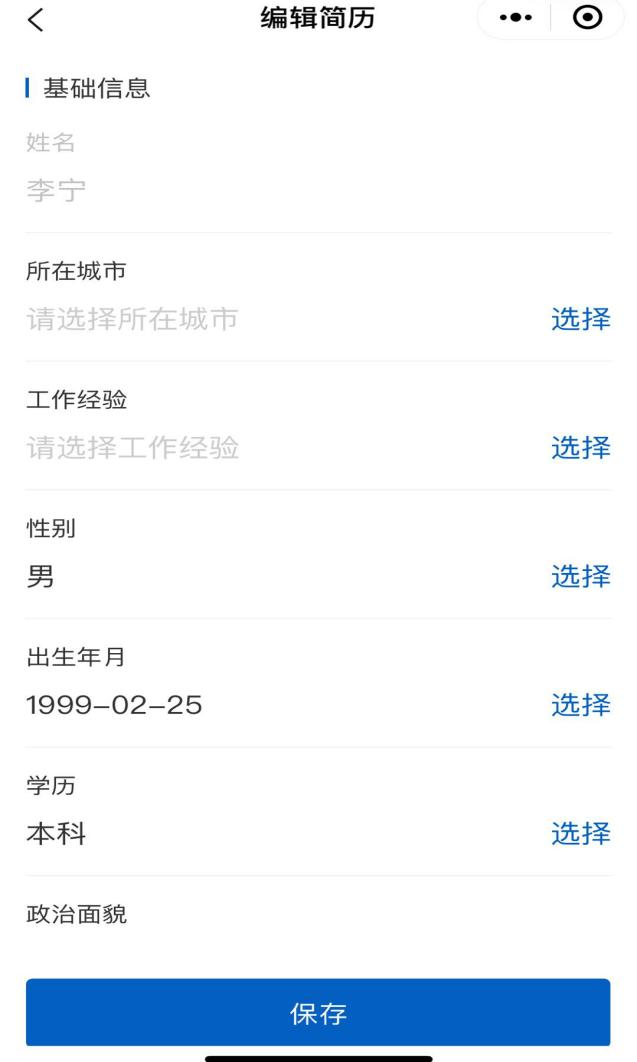 编辑简历
基础信息
姓名
李宁
所在城市
请选择所在城市 选择
工作经验
请选择工作经验 选择
性别
男 选择
出生年月
1999-02-25 选择
学历
本科 选择
政治面貌
保存